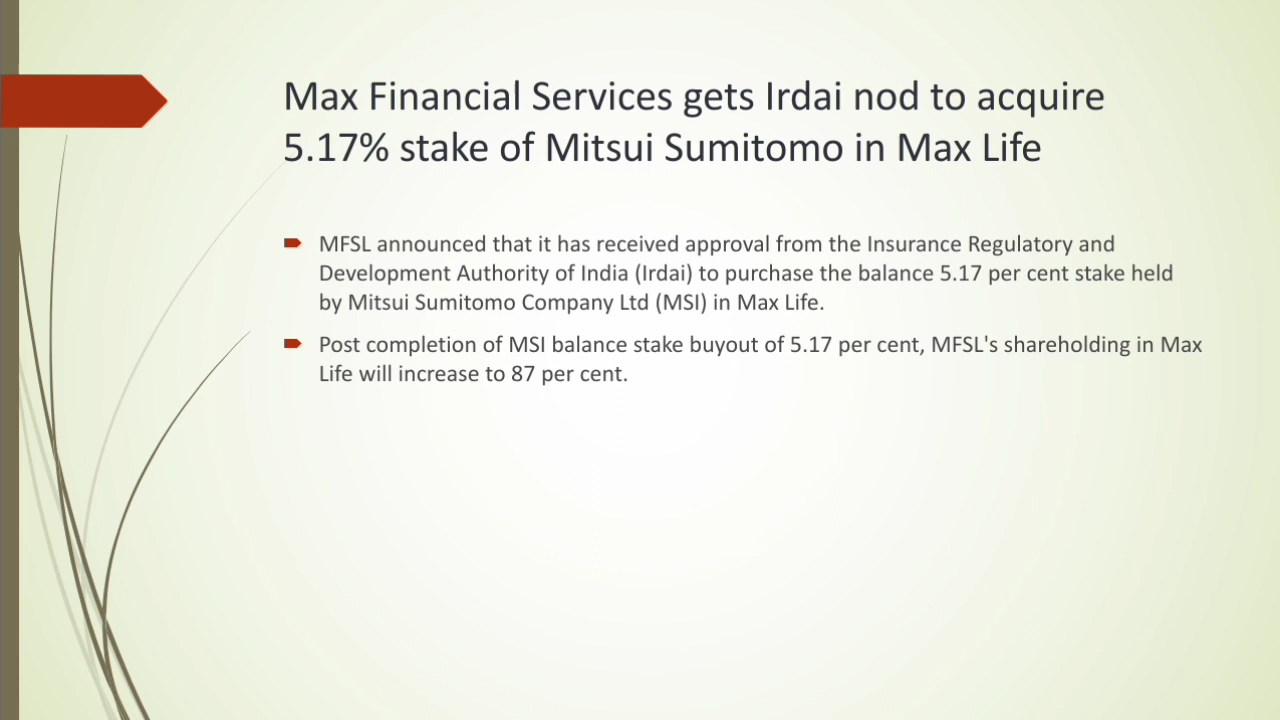 Max Financial Services gets Irdai nod to acquire
5.17% stake of Mitsui Sumitomo in Max Life
MFSL announced that it has received approval from the Insurance Regulatory and
Development Authority of India (Irdai) to purchase the balance 5.17 per cent stake held
by Mitsui Sumitomo Company Ltd (MSI) in Max Life.
Post completion of MSI balance stake buyout of 5.17 per cent, MFSL's shareholding in Max
Life will increase to 87 per cent.